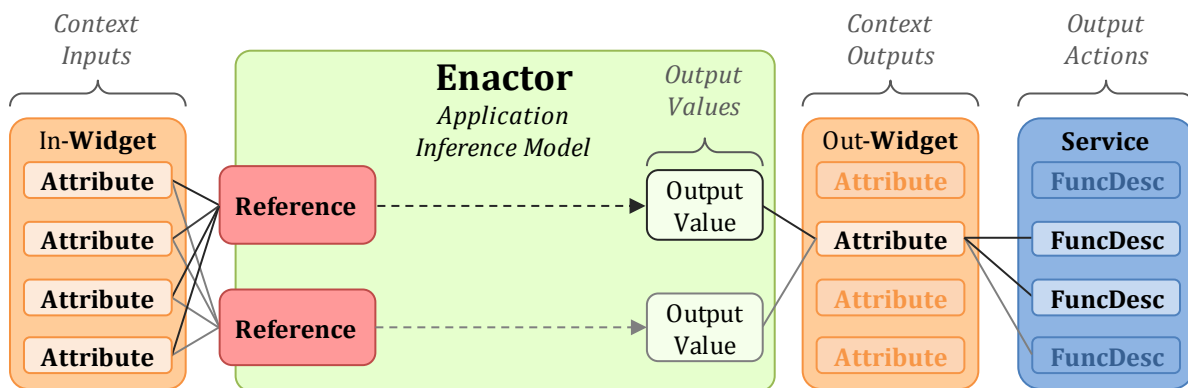 Context
Inputs
In-Widget
Attribute
Attribute
Attribute
Attribute
Enactor
Application
Inference Model
Reference
Reference
Output
Values
Output
Value
Output
Value
Context
Outputs
Out-Widget
Attribute
Attribute
Attribute
Attribute
Output
Actions
Service
FuncDesc
FuncDesc
FuncDesc
FuncDesc